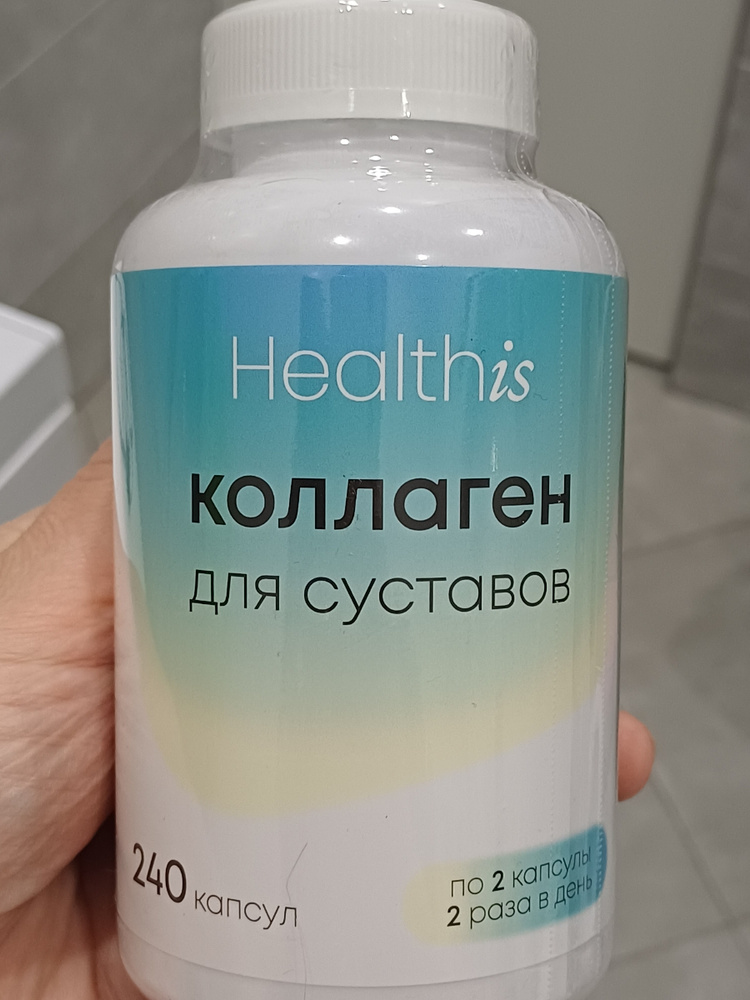 Healthis
коллаген
для суставов
240 капсул
по 2 капсулы
2 раза в день